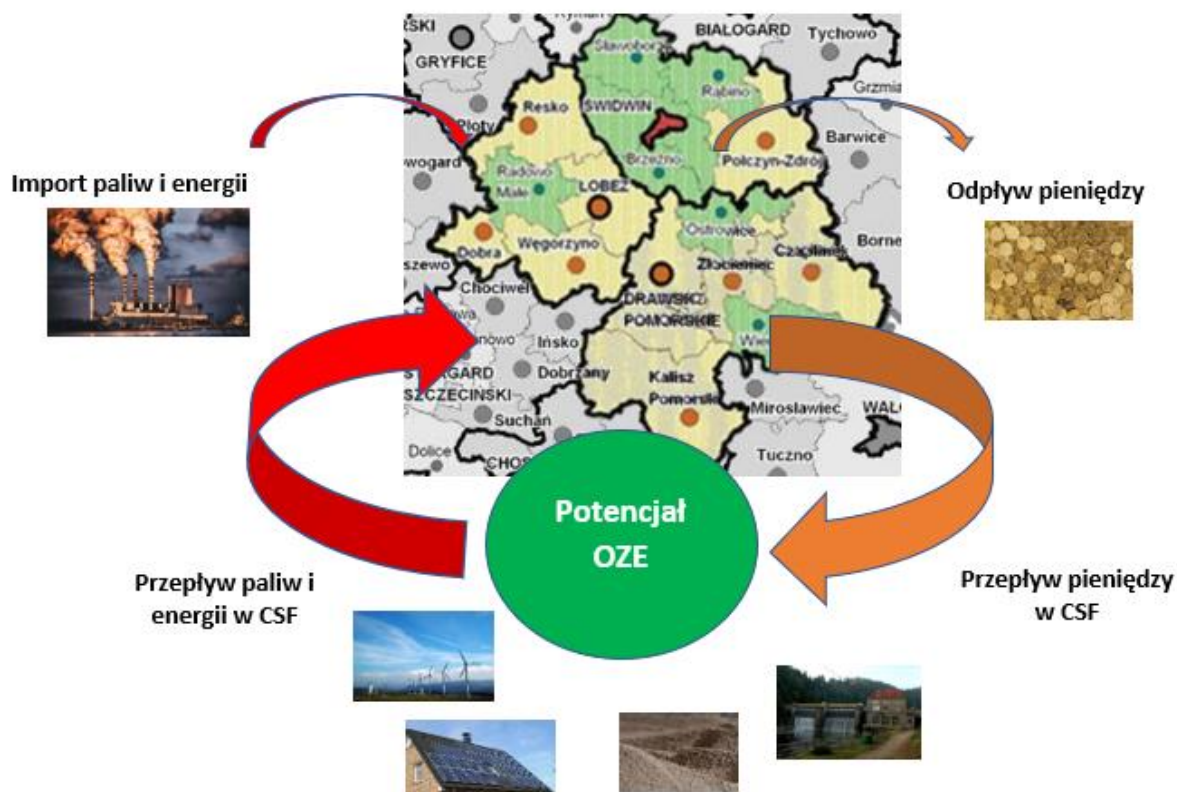 GRYFICE
BIAŁOGARD
Tychowo
Resko
ŚWIDWIN
Rąbino
Barwice
Płoty
Brzeżno
Połczyn-Zdrój
Import paliw i energii
Radowo
Małe
ŁOBEZ
Odpływ pieniędzy
Ostrowice
Dobra
Węgorzyno
Złocieniec
Czaplinek
Chociwel
DRAWSKO
POMORSKIE
Ińsko
Dobrzany
Kalisz
Pomorski
Mirosławiec
Suchań
Dolice
Tuczno
Potencjał
OZE
Przepływ paliw i
energii w CSF
Przepływ pieniędzy
w CSF